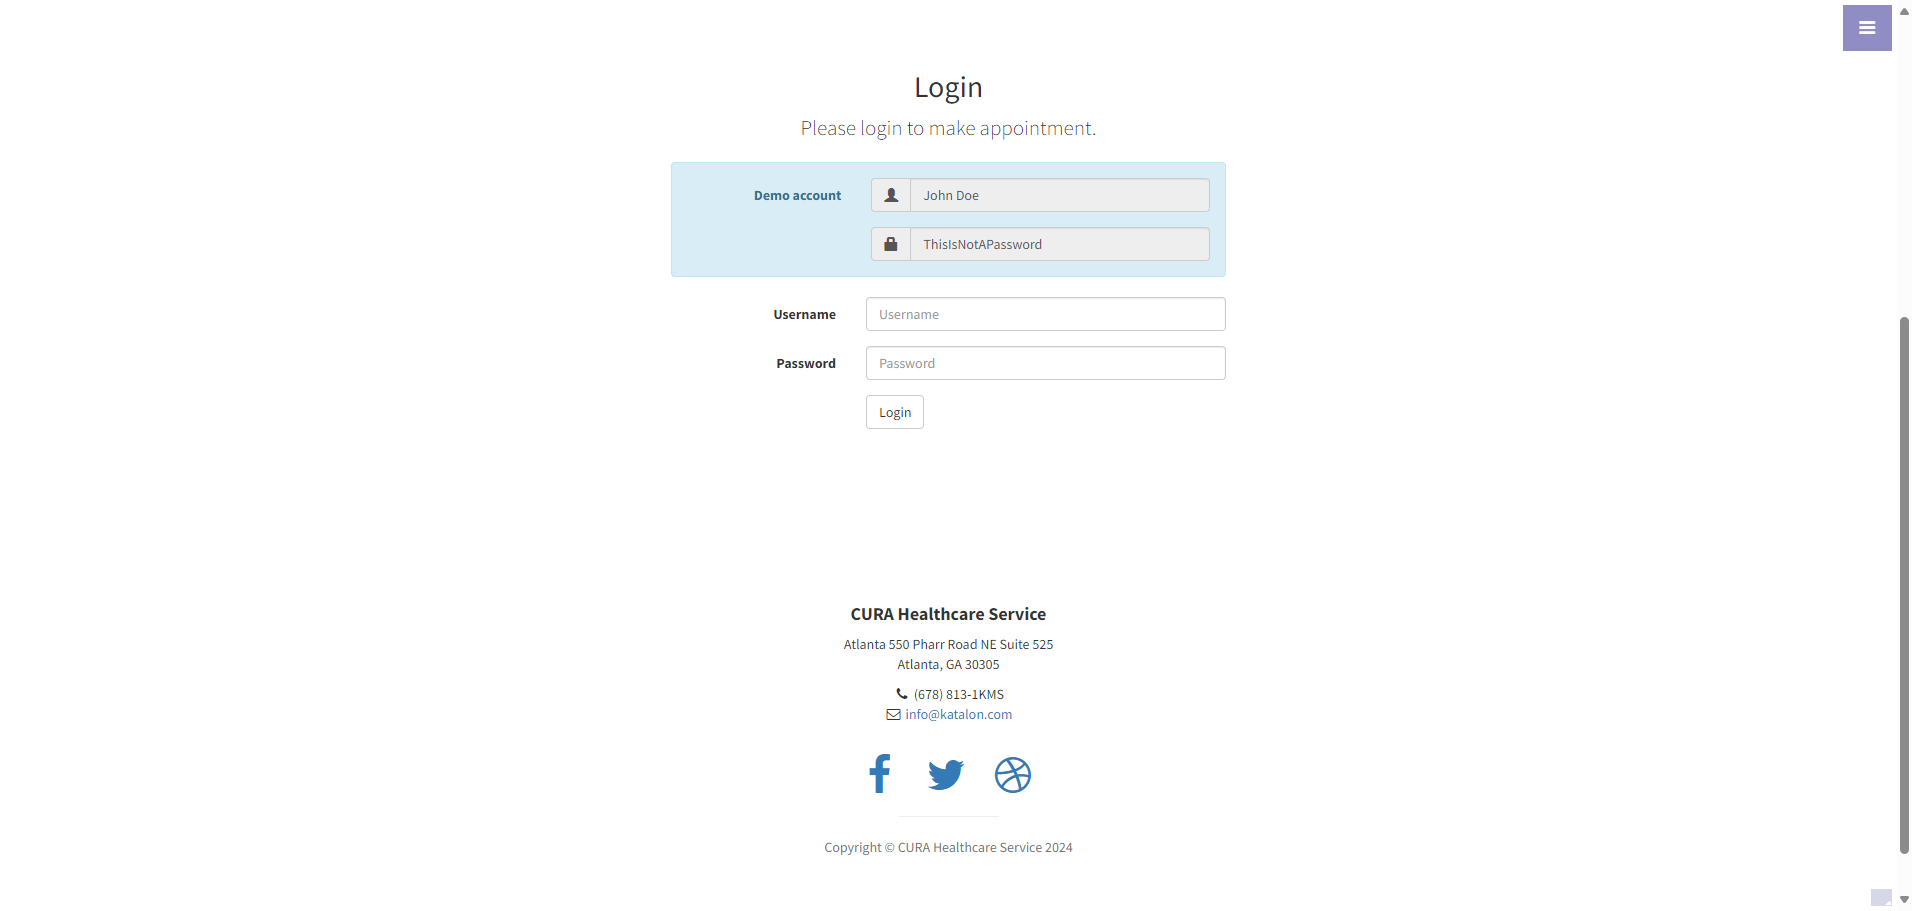 Login
Please login to make appointment.
Demo account
John Doe
ThisIsNotAPassword
Username
Username
Password
Password
Login
CURA Healthcare Service
Atlanta 550 Pharr Road NE Suite 525
Atlanta, GA 30305
(678) 813-1KMS
info@katalon.com
Copyright © CURA Healthcare Service 2024